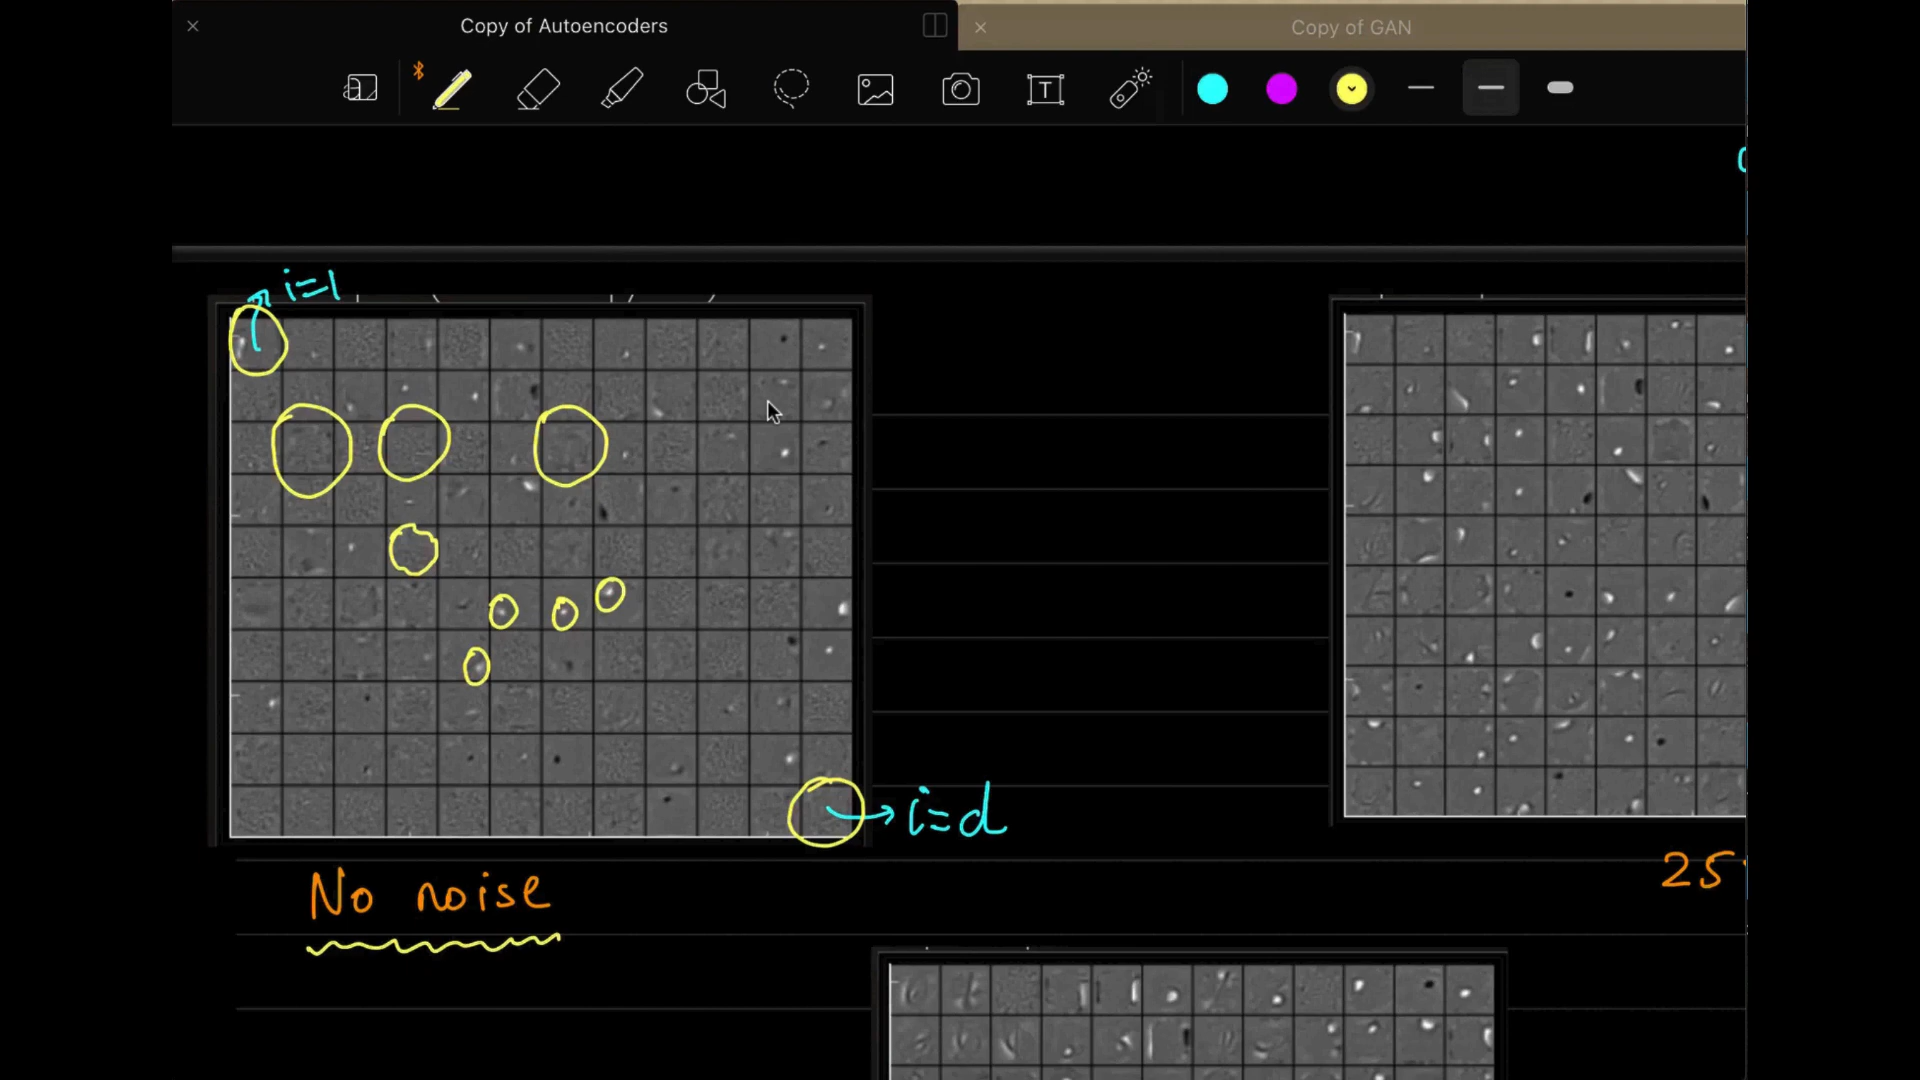 Copy of Autoencoders
Copy of GAN
T
i=1
i=d
No noise
25